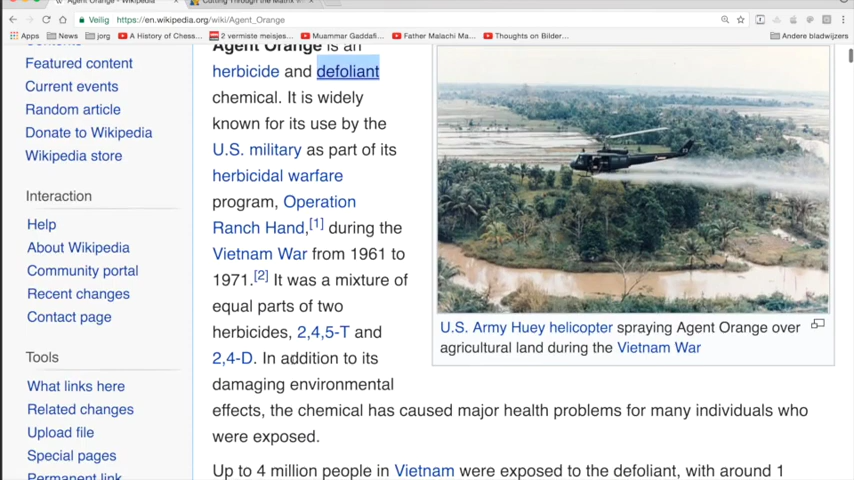 Agent Orange - Wikipedia
Cutting Through the Matrix w
Veilig
https://en.wikipedia.org/wiki/Agent_Orange
Apps
News
jorg
A History of Chess...
2 vermiste meisjes...
Muammar Gaddafi...
Father Malachi Ma...
Thoughts on Bret...
Andere bladwijzers
Contents
Featured content
Current events
Random article
Donate to Wikipedia
Wikipedia store
Interaction
Help
About Wikipedia
Community portal
Recent changes
Contact page
Tools
What links here
Related changes
Upload file
Special pages
Permanent link
Agent Orange is an
herbicide and defoliant
chemical. It is widely
known for its use by the
U.S. military as part of its
herbicidal warfare
program, Operation
Ranch Hand,[1] during the
Vietnam War from 1961 to
1971.[2] It was a mixture of
equal parts of two
herbicides, 2,4,5-T and
2,4-D. In addition to its
damaging environmental
effects, the chemical has caused major health problems for many individuals who
were exposed.
Up to 4 million people in Vietnam were exposed to the defoliant, with around 1
U.S. Army Huey helicopter spraying Agent Orange over
agricultural land during the Vietnam War